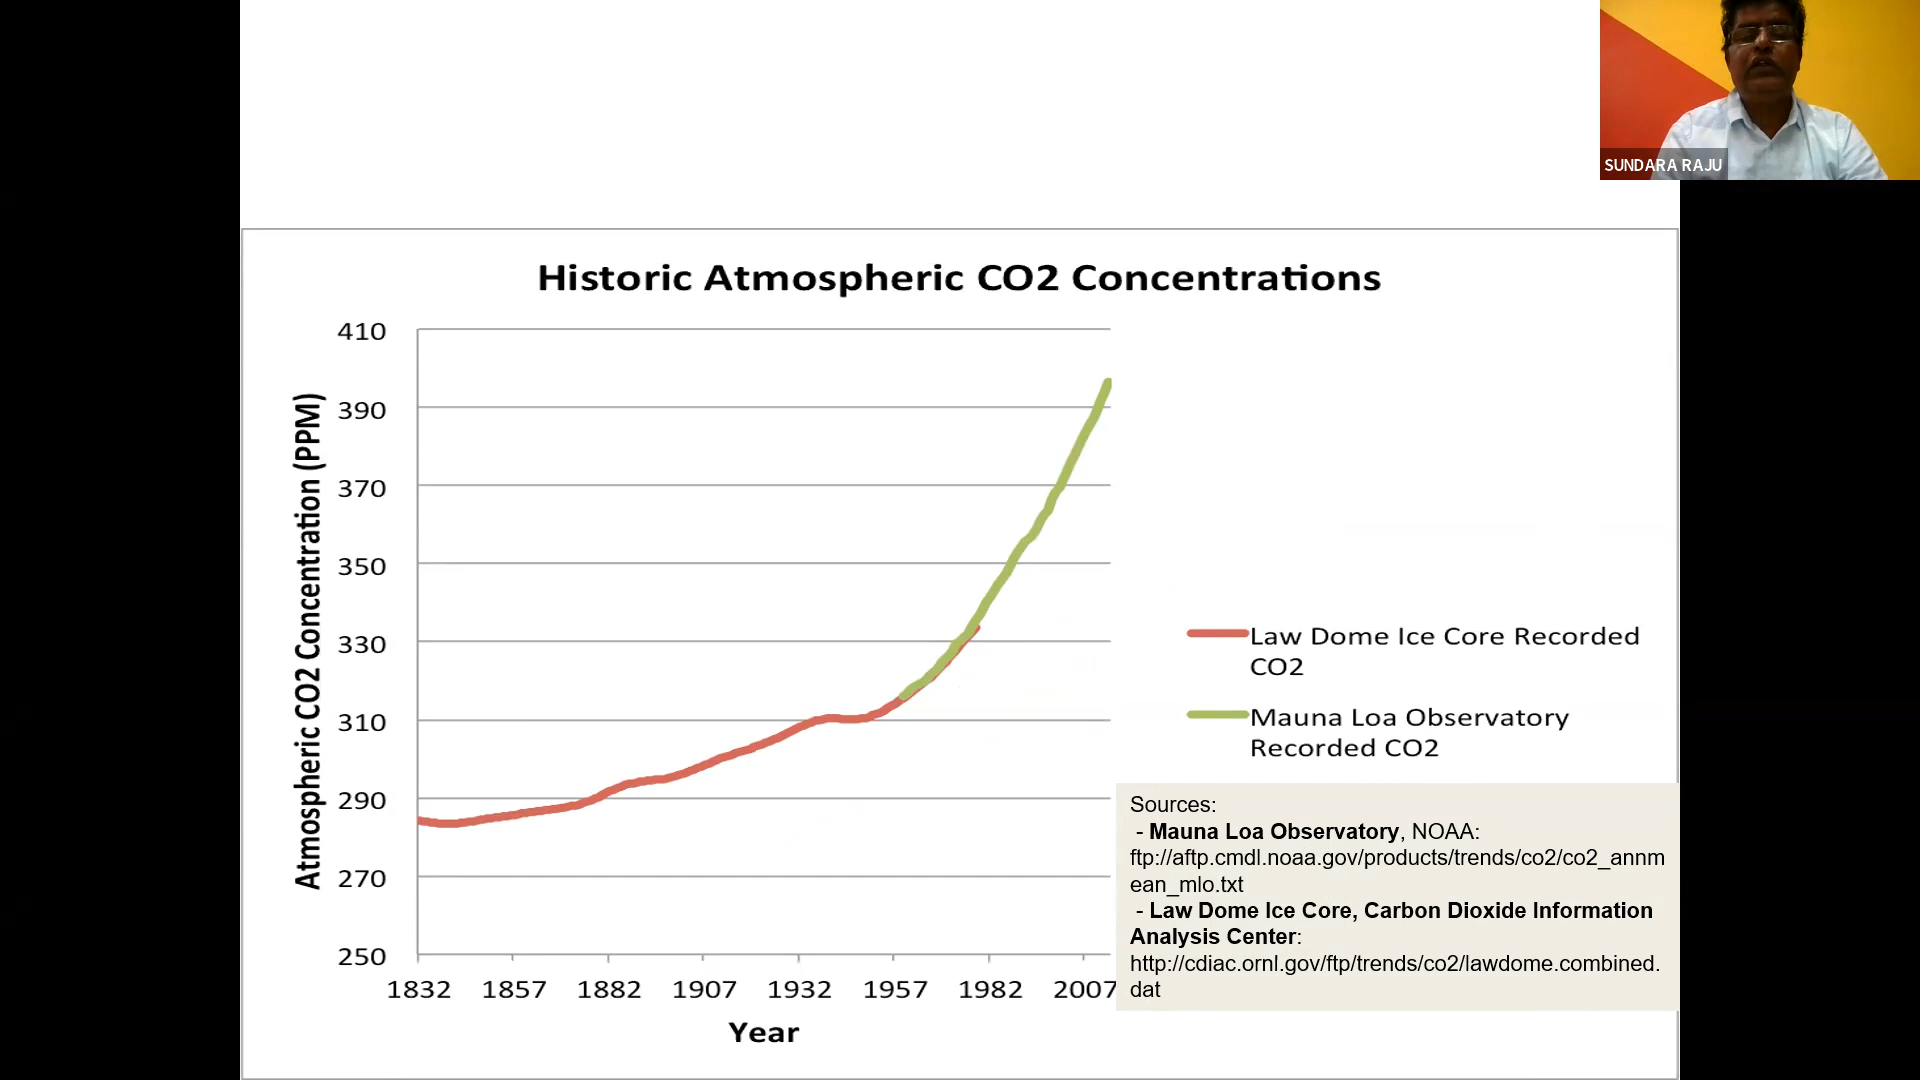 SUNDARA RAJU
Historic Atmospheric CO2 Concentrations
Atmospheric CO2 Concentration (PPM)
410
390
370
350
330
310
290
270
250
1832 1857 1882 1907 1932 1957 1982 2007
Year
Law Dome Ice Core Recorded
CO2
Mauna Loa Observatory
Recorded CO2
Sources:
- Mauna Loa Observatory, NOAA:
ftp://aftp.cmdl.noaa.gov/products/trends/co2/co2_annm
ean_mlo.txt
- Law Dome Ice Core, Carbon Dioxide Information
Analysis Center:
http://cdiac.ornl.gov/ftp/trends/co2/lawdome.combined.
dat